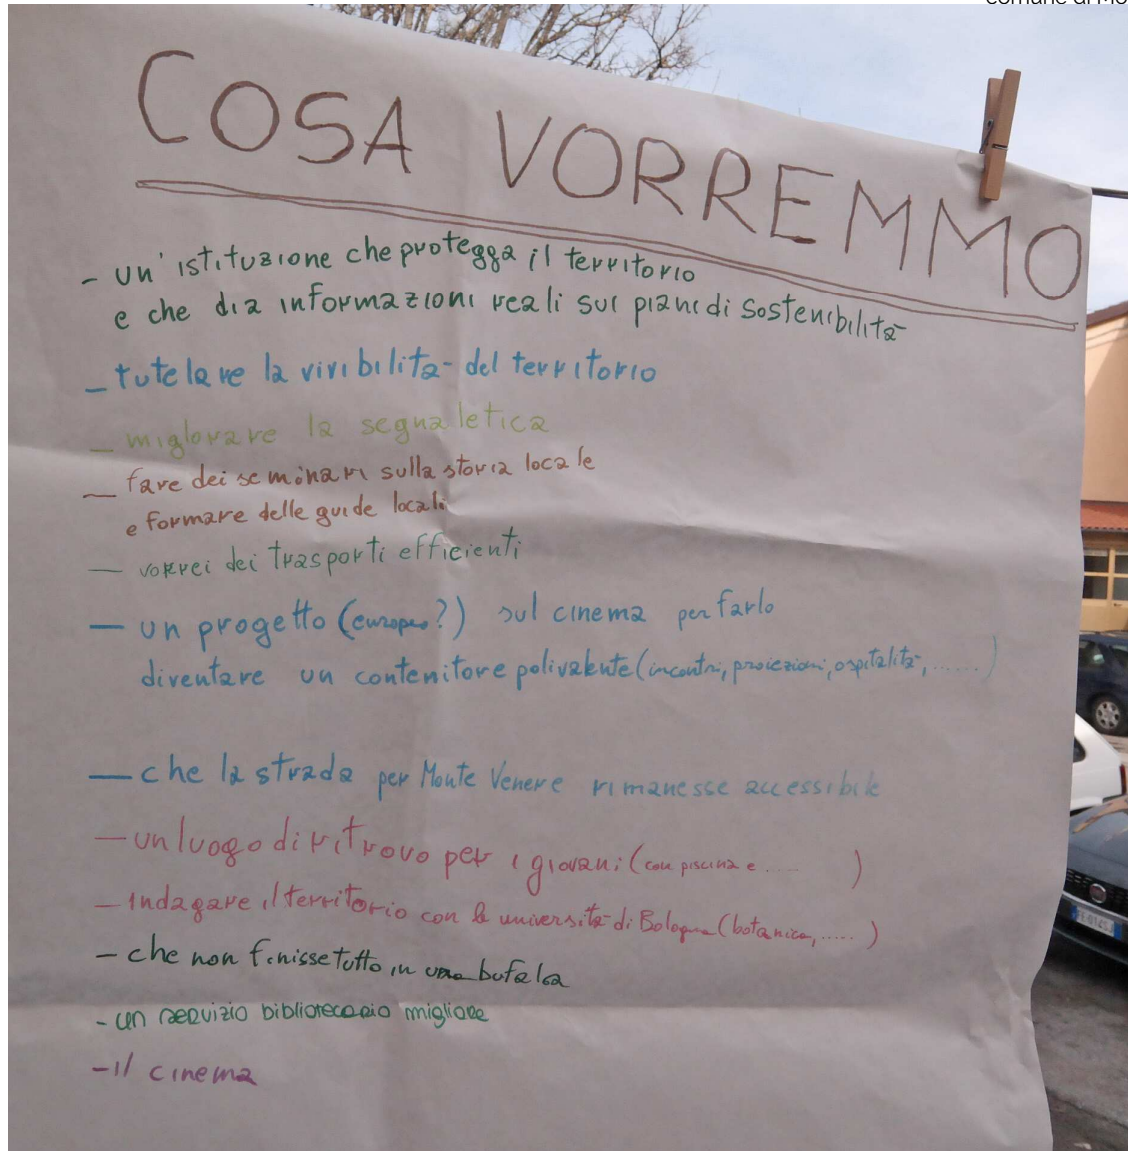 COSA VORREMMO
- un'istituzione che protegga il territorio
e che dia informazioni reali sui piani di sostenibilità
- tutelare la vivibilità del territorio
- miglorare la segnaletica
- fare dei seminari sulla storia locale
e formare delle guide locali
- vorrei dei trasporti efficienti
- un progetto (europeo?) sul cinema per farlo
diventare un contenitore polivalente (incontri, proiezioni, ospitalità, ......)
- che la strada per Monte Venere rimanesse accessibile
- un luogo di ritrovo per i giovani (con piscina e .... )
- indagare il territorio con le università di Bologna (botanica, .....)
- che non finisse tutto in una bufala
- un servizio bibliotecario migliore
- il cinema